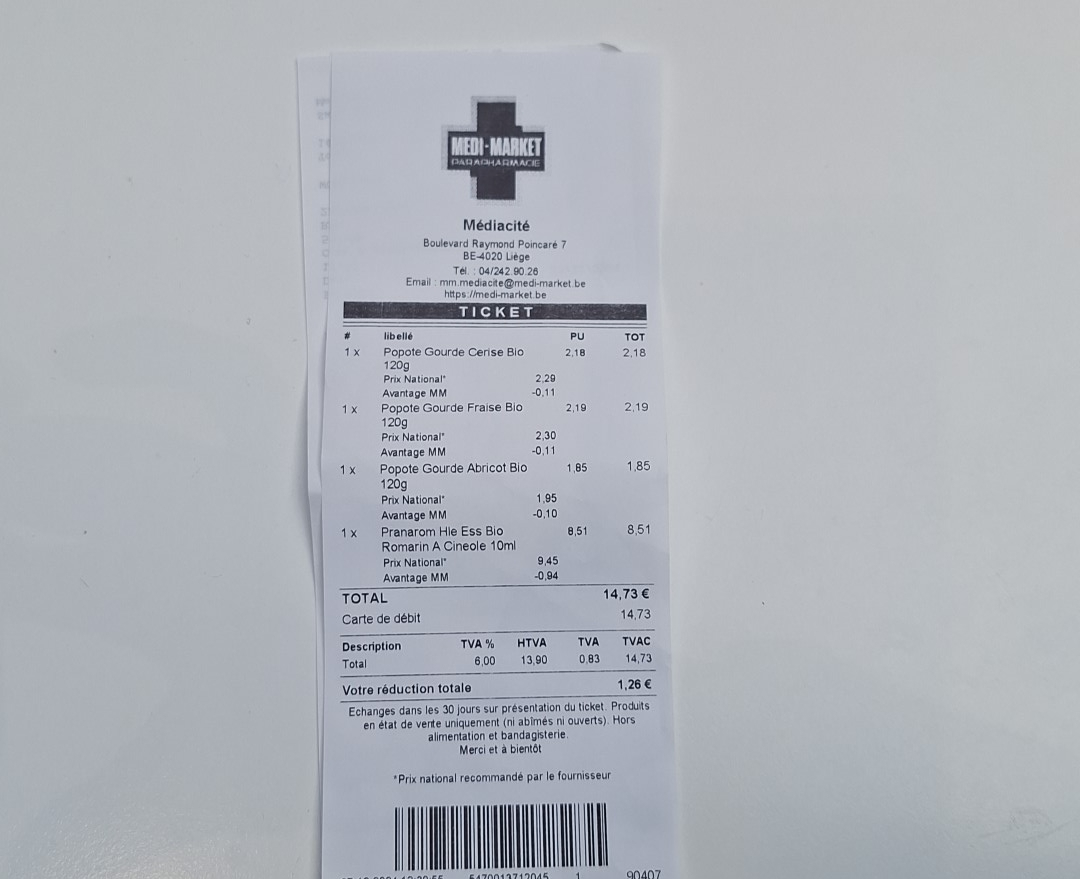 MEDI-MARKET
PARAPHARMACIE
Médiacité
Boulevard Raymond Poincaré 7
BE-4020 Liège
Tél. : 04/242.90.26
Email : mm.mediacite@medi-market.be
https://medi-market.be
TICKET
# libellé PU TOT
1 x Popote Gourde Cerise Bio 2,18 2,18
120g
Prix National* 2,29
Avantage MM -0,11
1 x Popote Gourde Fraise Bio 2,19 2,19
120g
Prix National* 2,30
Avantage MM -0,11
1 x Popote Gourde Abricot Bio 1,85 1,85
120g
Prix National* 1,95
Avantage MM -0,10
1 x Pranarom Hle Ess Bio 8,51 8,51
Romarin A Cineole 10ml
Prix National* 9,45
Avantage MM -0,94
TOTAL 14,73 €
Carte de débit 14,73
Description TVA % HTVA TVA TVAC
Total 6,00 13,90 0,83 14,73
Votre réduction totale 1,26 €
Echanges dans les 30 jours sur présentation du ticket. Produits
en état de vente uniquement (ni abîmés ni ouverts). Hors
alimentation et bandagisterie.
Merci et à bientôt
*Prix national recommandé par le fournisseur
5470013712045 1 90407